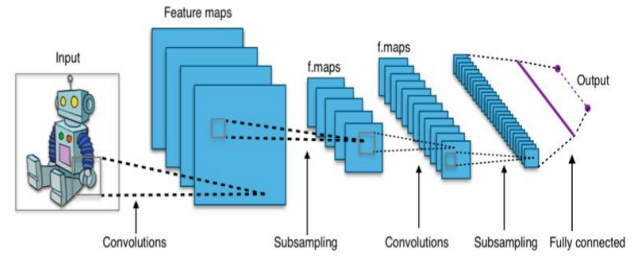 Feature maps
Input
f.maps
f.maps
Output
Convolutions
Subsampling
Convolutions
Subsampling
Fully connected